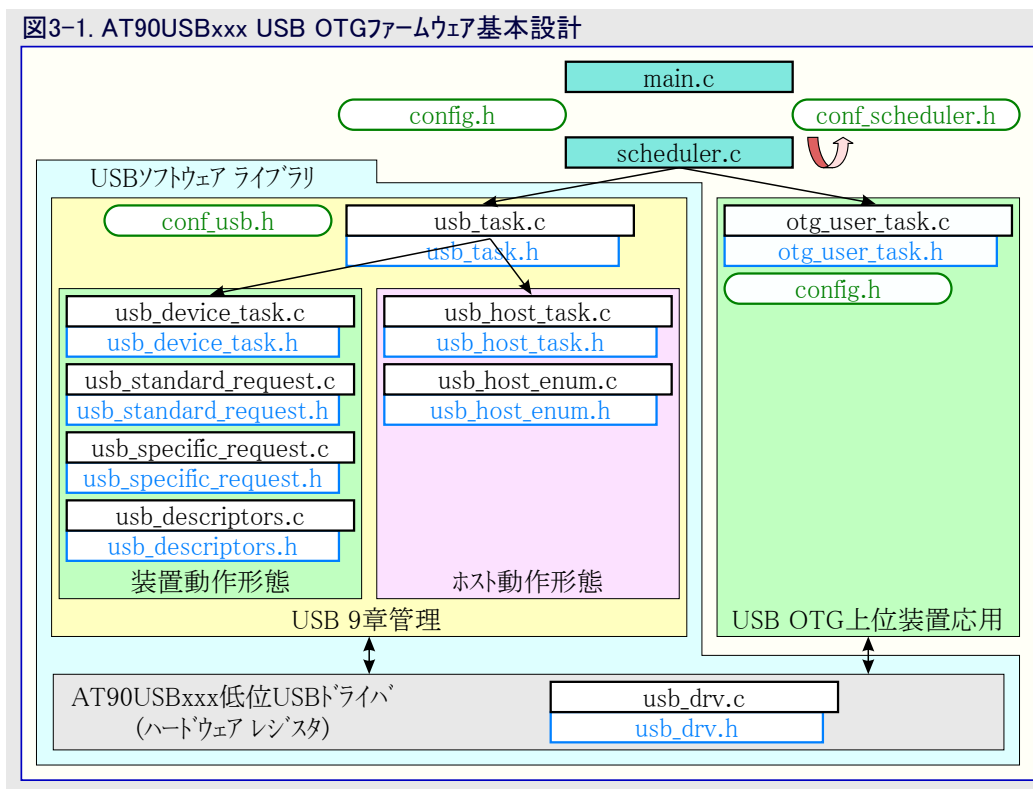 図3-1. AT90USBxxx USB OTGファームウェア基本設計
main.c
config.h
conf_scheduler.h
scheduler.c
USBソフトウェア ライブラリ
conf_usb.h
usb_task.c
usb_task.h
otg_user_task.c
otg_user_task.h
config.h
usb_device_task.c
usb_device_task.h
usb_standard_request.c
usb_standard_request.h
usb_specific_request.c
usb_specific_request.h
usb_descriptors.c
usb_descriptors.h
装置動作形態
usb_host_task.c
usb_host_task.h
usb_host_enum.c
usb_host_enum.h
ホスト動作形態
USB 9章管理
USB OTG上位装置応用
AT90USBxxx低位USBドライバ
(ハードウェア レジスタ)
usb_drv.c
usb_drv.h